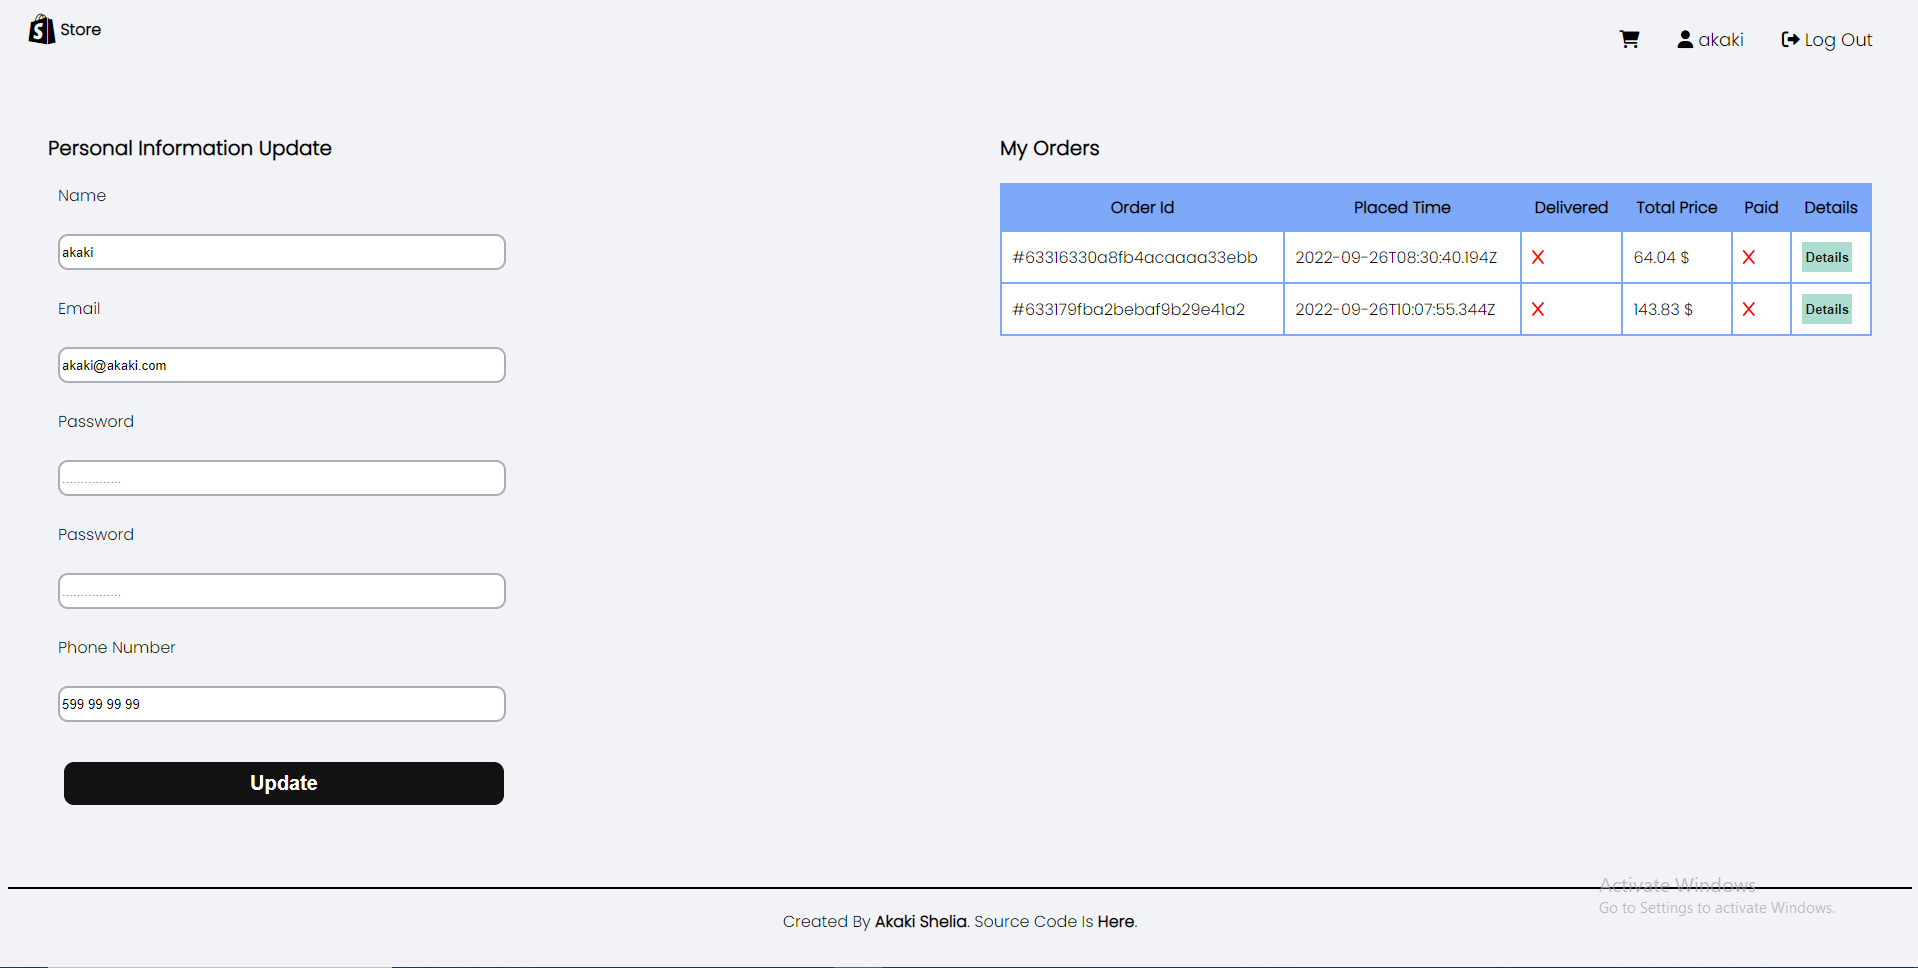 Store
akaki
Log Out
Personal Information Update
Name
akaki
Email
akaki@akaki.com
Password
................
Password
................
Phone Number
599 99 99 99
Update
My Orders
Order Id Placed Time Delivered Total Price Paid Details
#63316330a8fb4acaaaa33ebb 2022-09-26T08:30:40.194Z X 64.04 $ X Details
#633179fba2bebaf9b29e41a2 2022-09-26T10:07:55.344Z X 143.83 $ X Details
Activate Windows
Go to Settings to activate Windows.
Created By Akaki Shelia. Source Code Is Here.